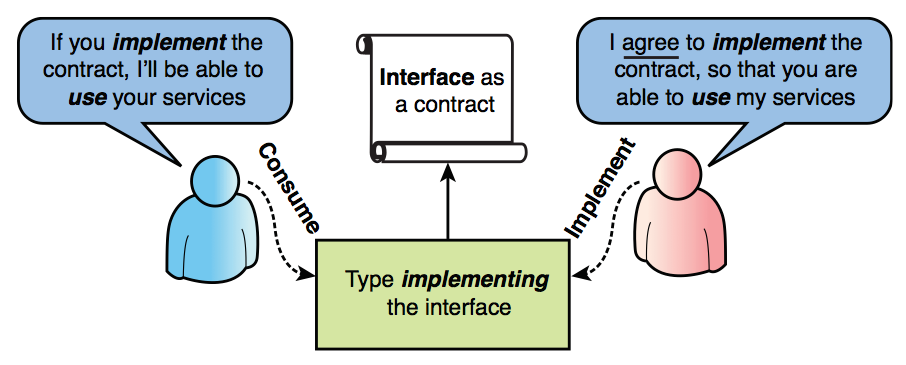 If you implement the
contract, I'll be able to
use your services
Interface as
a contract
I agree to implement the
contract, so that you are
able to use my services
Consume
Implement
Type implementing
the interface